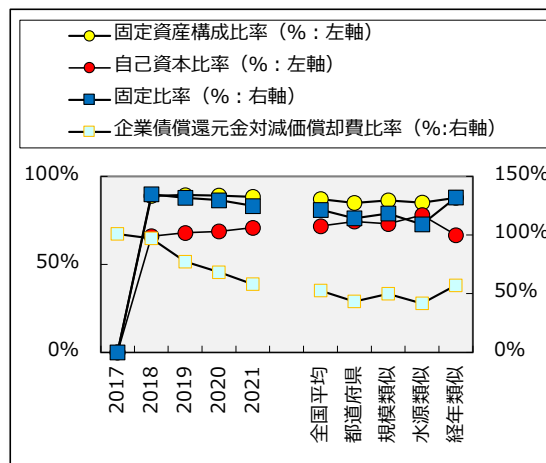 固定資産構成比率（%：左軸）
自己資本比率（%：左軸）
固定比率（%：右軸）
企業債償還元金対減価償却費比率（%:右軸）
100%
50%
0%
150%
100%
50%
0%
2017
2018
2019
2020
2021
全国平均
都道府県
規模類似
水源類似
経年類似